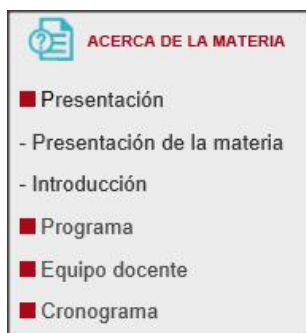 ACERCA DE LA MATERIA
Presentación
- Presentación de la materia
- Introducción
Programa
Equipo docente
Cronograma